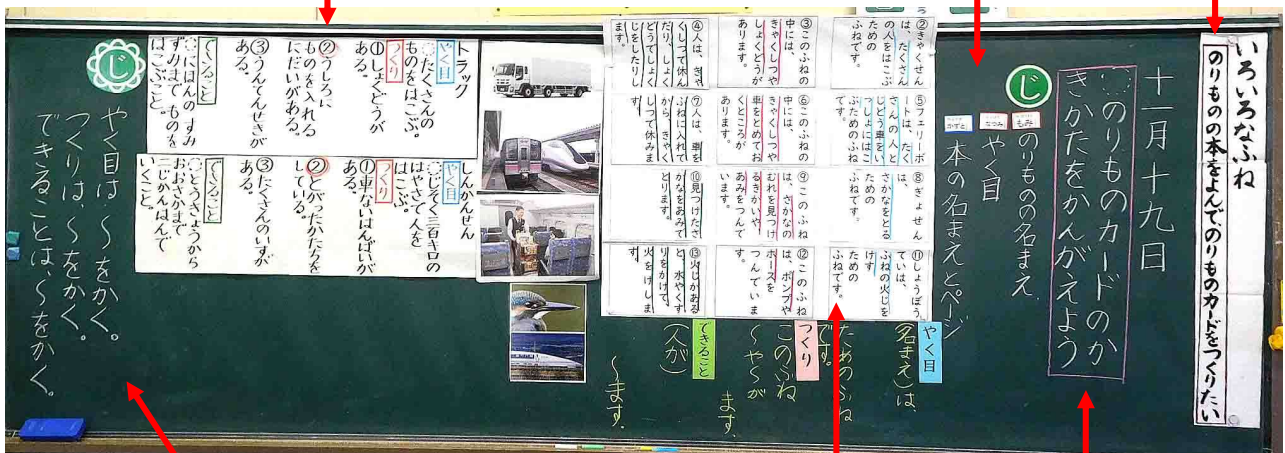 いろいろなふね
のりものの本をよんでのりものカードをつくりたい
十一月十九日
のりものカードのか
きかたをかんがえよう
じ
もみじ
なつみ
かずと
のりものの名まえ
やく目
本の名まえとページ
②きゃくせん
は、たくさん
の人をはこぶ
ための
ふねです。
③このふねの
中には、
きゃくしつや
しょくどうが
あります。
④人は、きゃ
くしつで休ん
だり、しょく
どうでしょく
じをしたりし
ます。
⑤フェリーボ
ートは、たく
さんの人と
じどう車をい
っしょにはこ
ぶためのふね
です。
⑥このふねの
中には、
きゃくしつや
車をとめてお
くところが
あります。
⑦人は、車を
ふねに入れて
から、きゃく
しつで休みま
す。
⑧ぎょせん
は、
さかなをとる
ための
ふねです。
⑨このふね
は、さかなの
むれを見つけ
るきかいや、
あみをつんで
います。
⑩見つけたさ
かなをあみで
とります。
⑪しょうぼう
ていは、
ふねの火じを
けす
ための
ふねです。
⑫このふね
は、ポンプや
ホースを
つんでいま
す。
⑬火じがある
と、水やくす
りをかけて、
火をけしま
す。
やく目
(名まえ)は、
ためのふね
です。
つくり
このふね
〜や〜が
ます。
できること
(人が)
〜ます。
トラック
やく目
たくさんの
ものをはこぶ。
つくり
①しょくどうが
ある。
②うしろに
ものを入れる
にだいがある。
③うんてんせきが
ある。
できること
にほんの すみ
ずみまで ものを
はこぶこと。
しんかんせん
やく目
じそく三百キロの
はやさで人を
はこぶ。
つくり
①車ないはんばいが
ある。
②とがったかたちを
している。
③たくさんのいすが
ある。
できること
とうきょうから
おおさかまで
二じかんはんで
いくこと。
じ
やく目は〜をかく。
つくりは、〜をかく。
できることは、〜をかく。